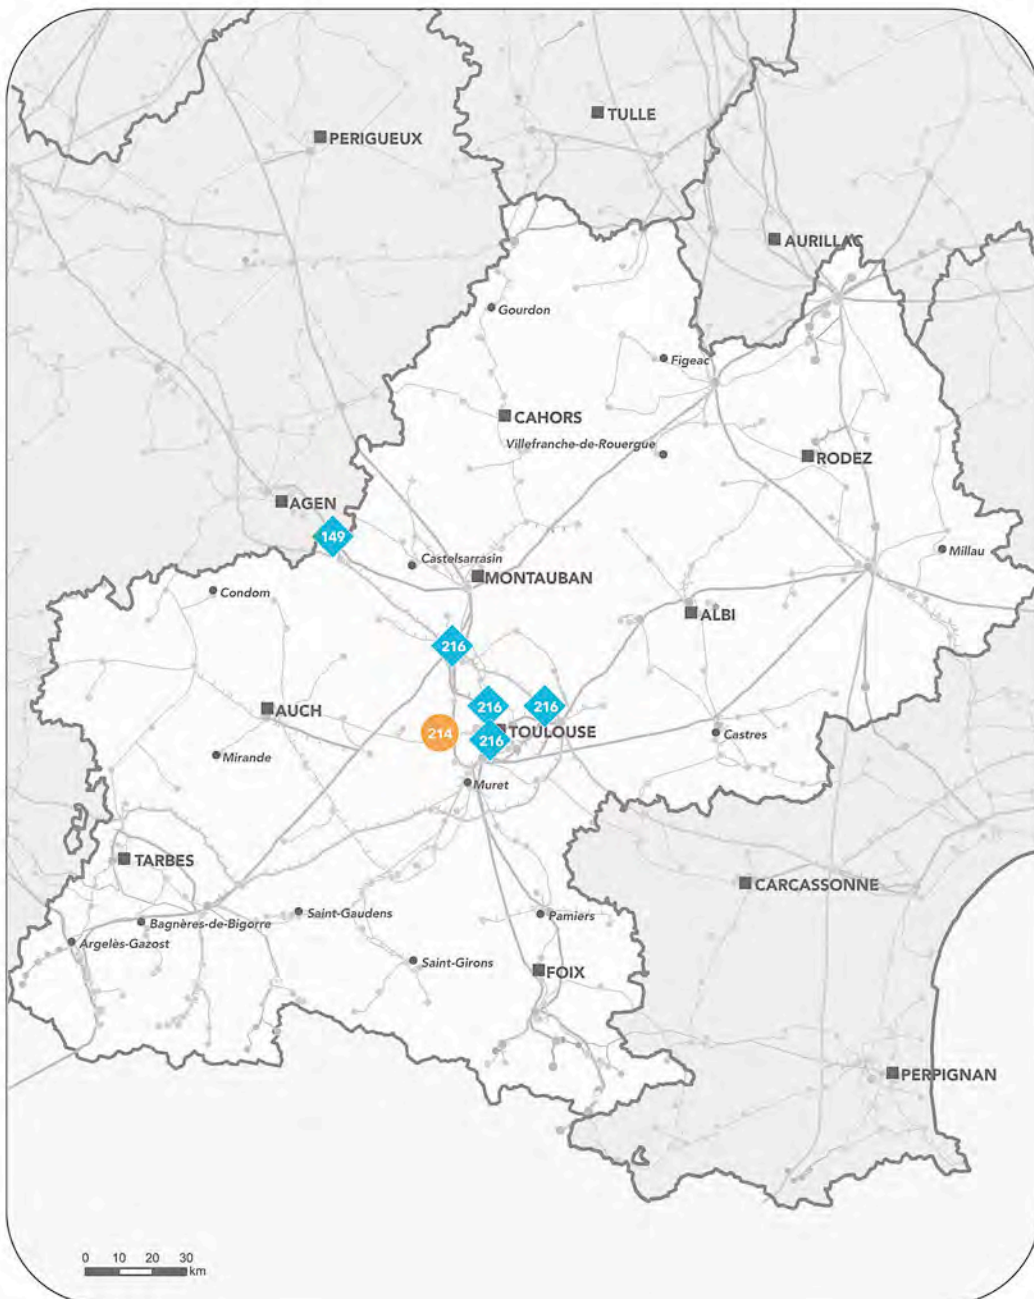 TULLE
PERIGUEUX
AURILLAC
Gourdon
Figeac
CAHORS
Villefranche-de-Rouergue
RODEZ
AGEN
149
Castelsarrasin
Millau
MONTAUBAN
Condom
ALBI
216
216
216
AUCH
214
TOULOUSE
216
Castres
Mirande
Muret
TARBES
CARCASSONNE
Saint-Gaudens
Pamiers
Bagnères-de-Bigorre
Argelès-Gazost
Saint-Girons
FOIX
PERPIGNAN
0 10 20 30
km